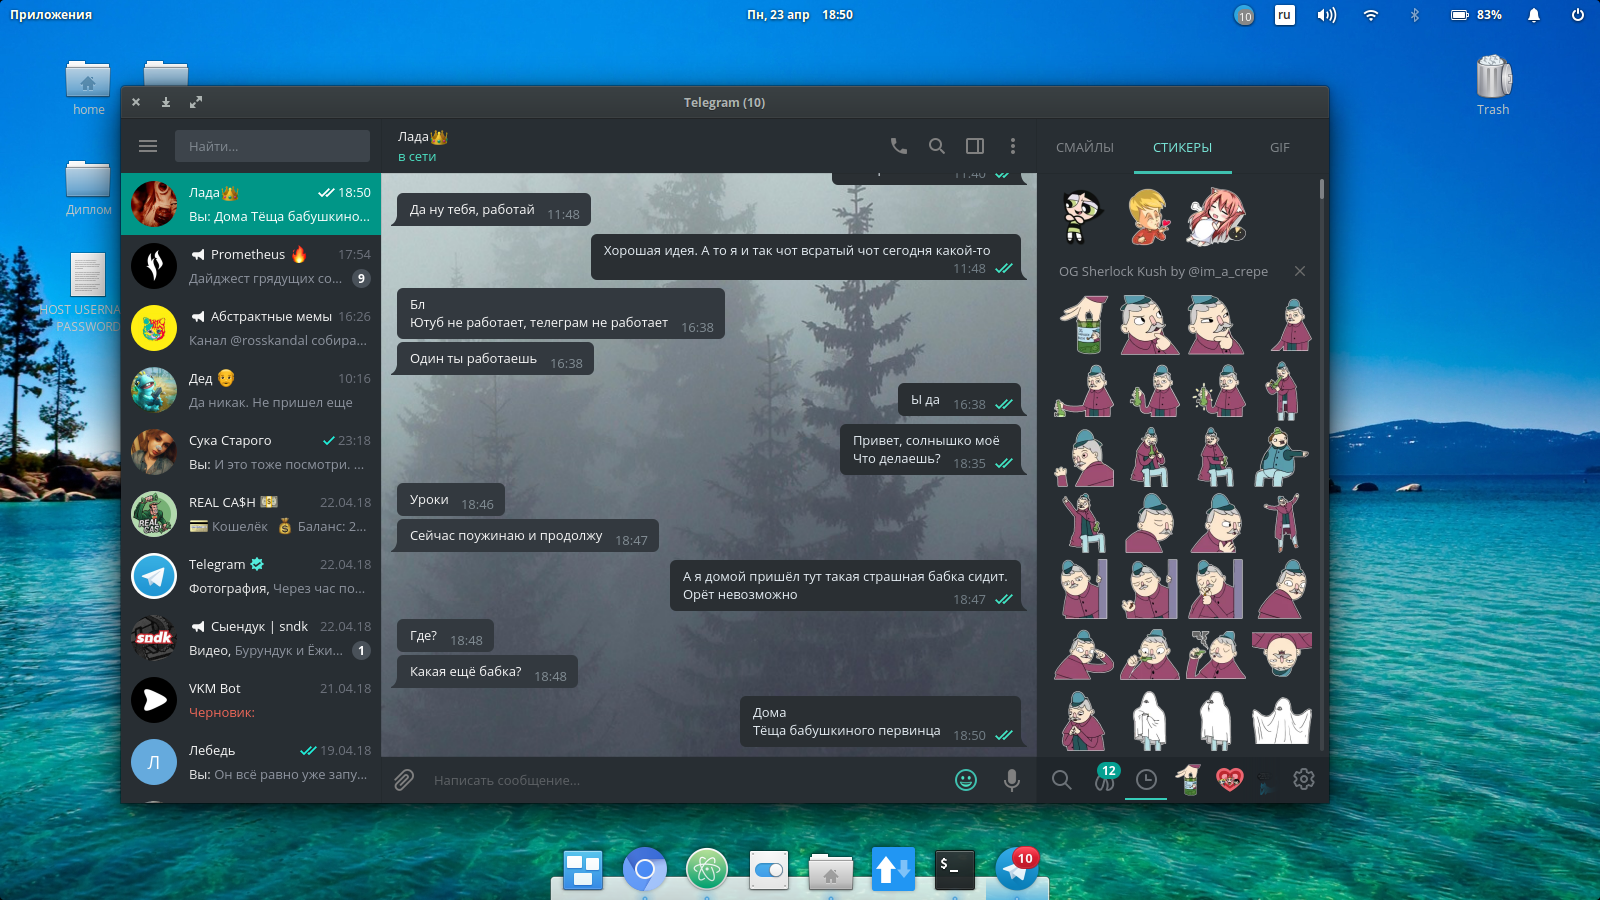 Приложения
Пн, 23 апр 18:50
10
ru
83%
home
Диплом
HOST USERNA
PASSWORD
Trash
Telegram (10)
Найти...
Лада
18:50
Вы: Дома Тёща бабушкино...
Prometheus
17:54
Дайджест грядущих со...
9
Абстрактные мемы
16:26
Канал @rosskandal собира...
Дед
10:16
Да никак. Не пришел еще
Сука Старого
23:18
Вы: И это тоже посмотри. ...
REAL CA$H
22.04.18
Кошелёк Баланс: 2...
Telegram
22.04.18
Фотография, Через час по...
sndk
Сыендук | sndk
22.04.18
Видео, Бурундук и Ёжи...
1
VKM Bot
21.04.18
Черновик:
Л
Лебедь
19.04.18
Вы: Он всё равно уже запу...
Лада
в сети
11:46
Да ну тебя, работай 11:48
Хорошая идея. А то я и так чот всратый чот сегодня какой-то
11:48
Бл
Ютуб не работает, телеграм не работает 16:38
Один ты работаешь 16:38
Ы да 16:38
Привет, солнышко моё
Что делаешь? 18:35
Уроки 18:46
Сейчас поужинаю и продолжу 18:47
А я домой пришёл тут такая страшная бабка сидит.
Орёт невозможно 18:47
Где? 18:48
Какая ещё бабка? 18:48
Дома
Тёща бабушкиного первинца 18:50
Написать сообщение...
СМАЙЛЫ
СТИКЕРЫ
GIF
OG Sherlock Kush by @im_a_crepe
12
$ _
10